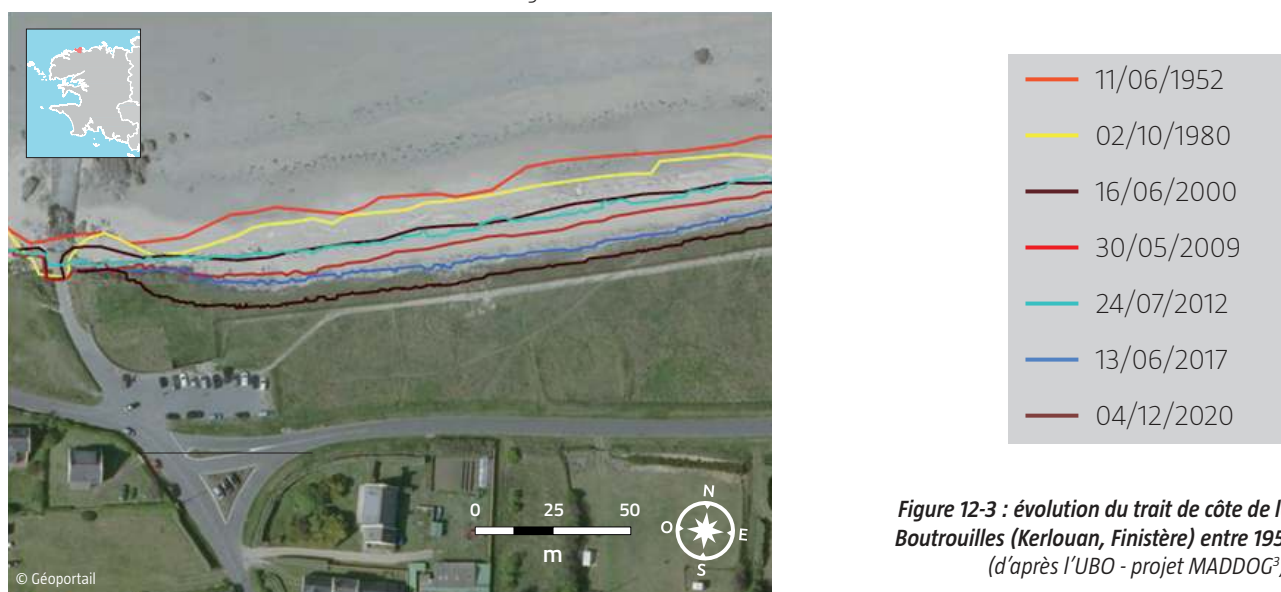 11/06/1952
02/10/1980
16/06/2000
30/05/2009
24/07/2012
13/06/2017
04/12/2020
0 25 50
m
N
O E
S
© Géoportail
Figure 12-3 : évolution du trait de côte de
Boutrouilles (Kerlouan, Finistère) entre
(d'après l'UBO - projet MADDOG³